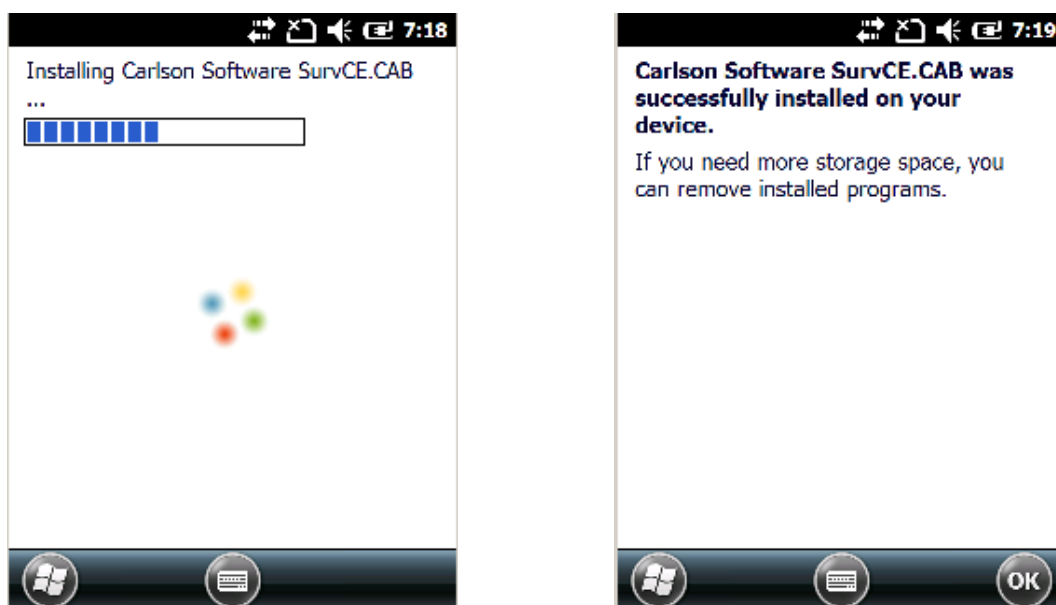 7:18
Installing Carlson Software SurvCE.CAB
...
7:19
Carlson Software SurvCE.CAB was
successfully installed on your
device.
If you need more storage space, you
can remove installed programs.
OK